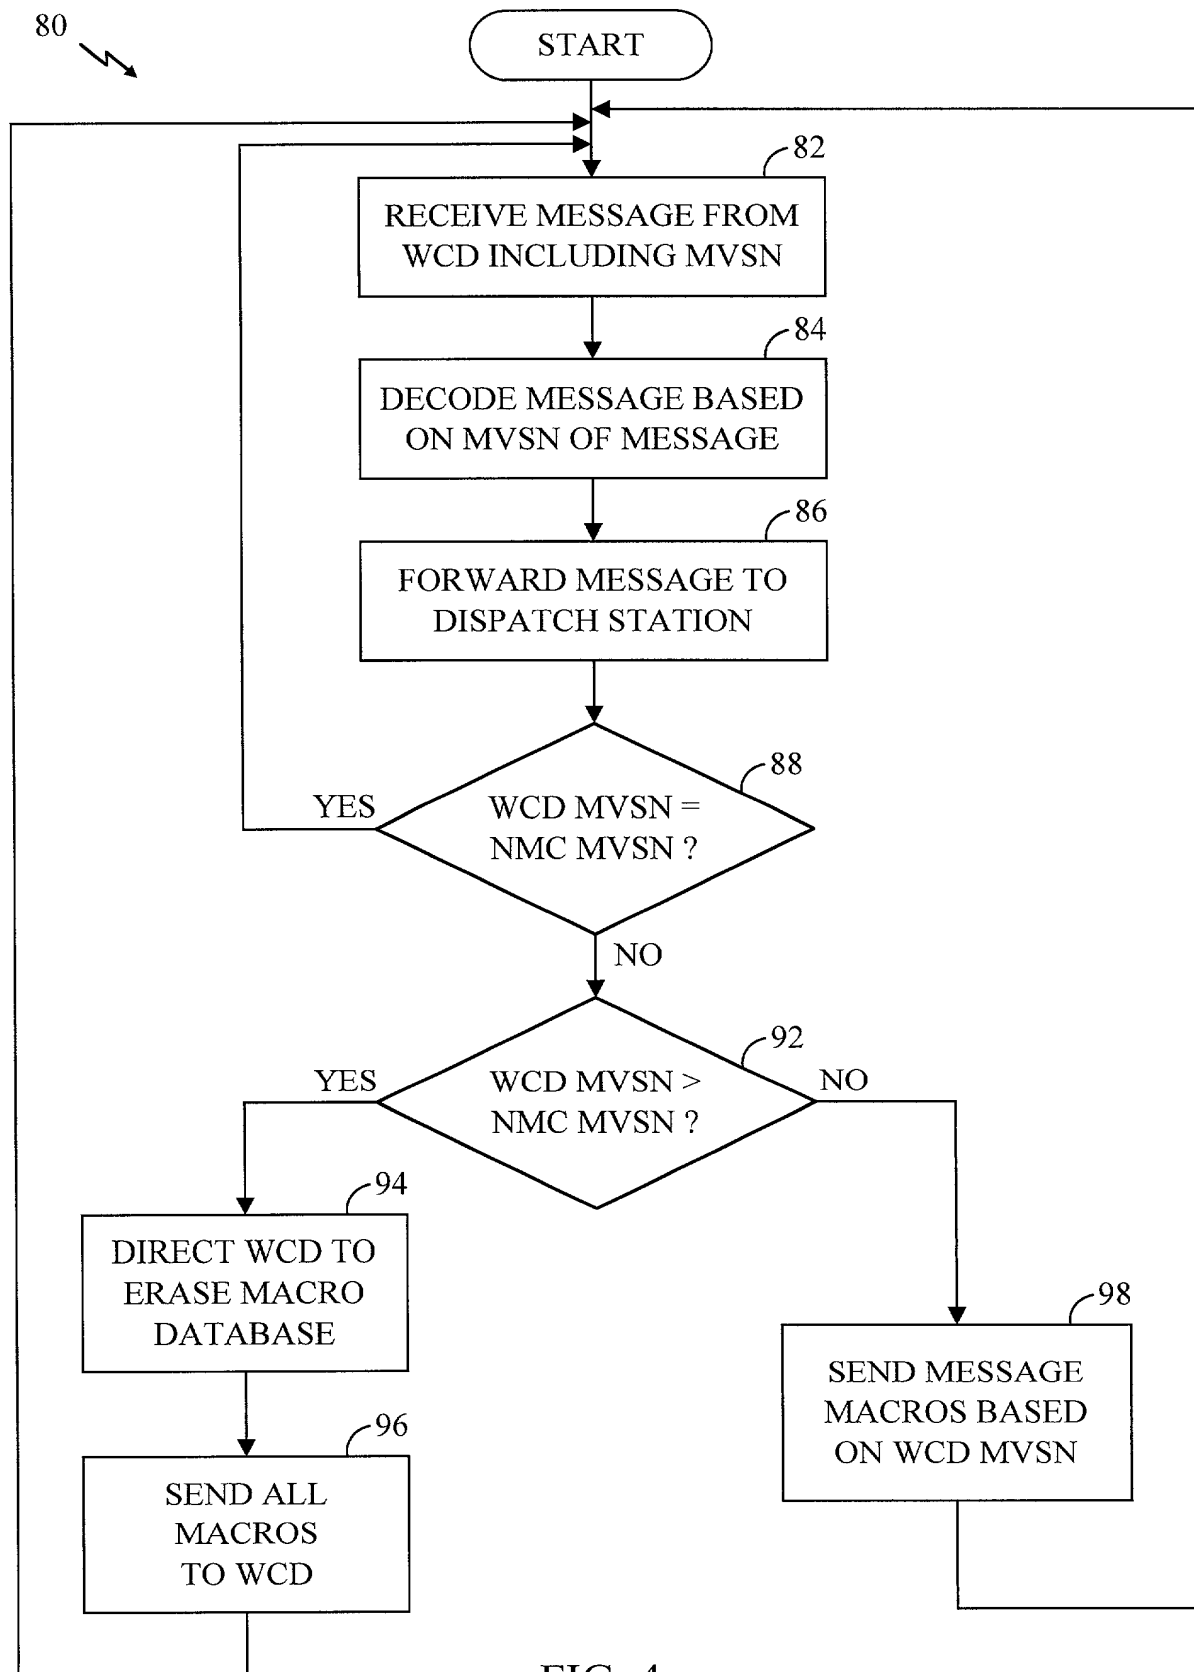 80
START
82
RECEIVE MESSAGE FROM
WCD INCLUDING MVSN
84
DECODE MESSAGE BASED
ON MVSN OF MESSAGE
86
FORWARD MESSAGE TO
DISPATCH STATION
88
YES
WCD MVSN =
NMC MVSN ?
NO
92
YES
WCD MVSN >
NMC MVSN ?
NO
94
DIRECT WCD TO
ERASE MACRO
DATABASE
98
SEND MESSAGE
MACROS BASED
ON WCD MVSN
96
SEND ALL
MACROS
TO WCD
FIG. 4